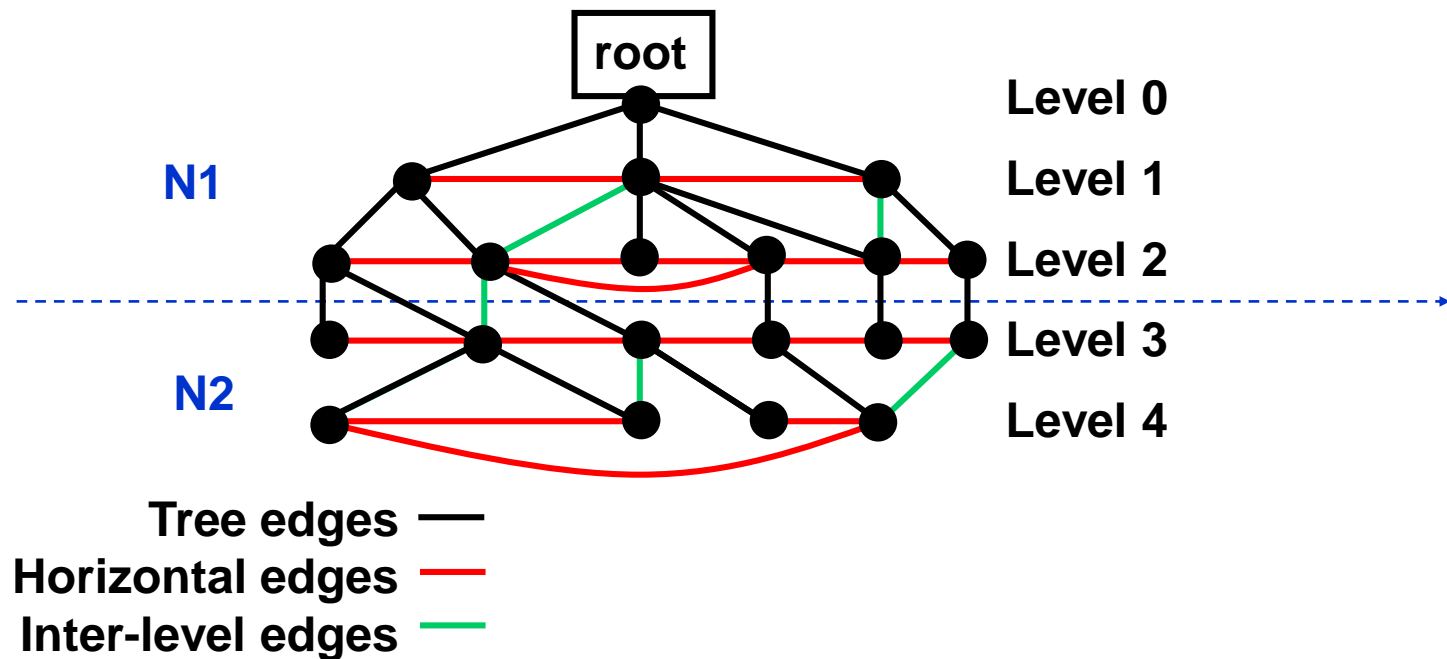 root
Level 0
N1
Level 1
Level 2
Level 3
N2
Level 4
Tree edges
Horizontal edges
Inter-level edges